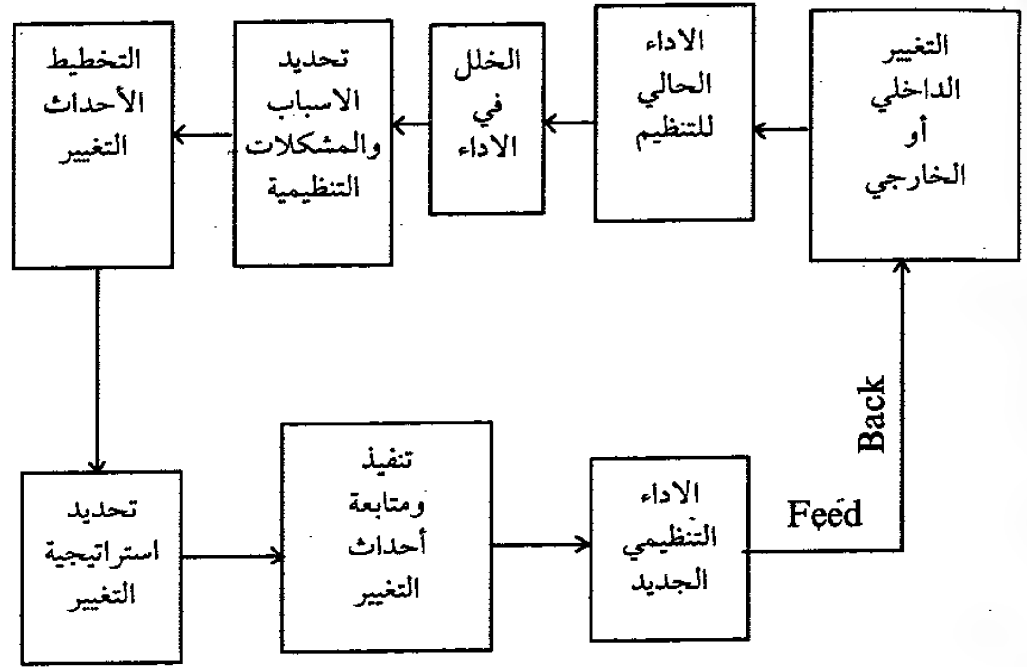 التغيير
الداخلي
أو
الخارجي
الاداء
الحالي
للتنظيم
الخلل
في
الاداء
تحديد
الاسباب
والمشكلات
التنظيمية
التخطيط
الأحداث
التغيير
تحديد
استراتيجية
التغيير
تنفيذ
ومتابعة
أحداث
التغيير
الاداء
التنظيمي
الجديد
Feed
Back